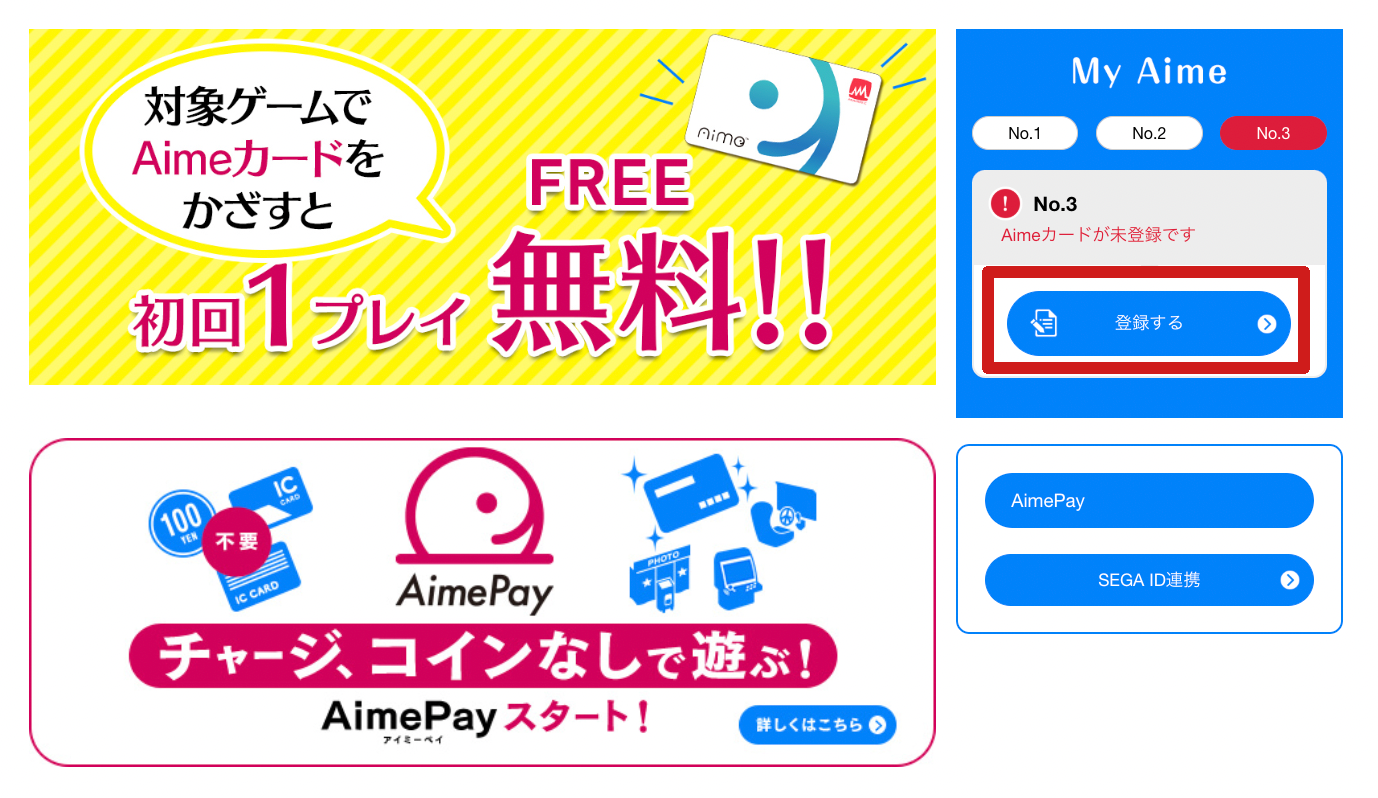 対象ゲームで
Aimeカードを
かざすと
Aime
FREE
初回1プレイ 無料!!
My Aime
No.1 No.2 No.3
! No.3
Aimeカードが未登録です
登録する
100
YEN
IC
CARD
不要
IC CARD
AimePay
PHOTO
チャージ、コインなしで遊ぶ!
AimePayスタート!
アイミーペイ
詳しくはこちら
AimePay
SEGA ID連携